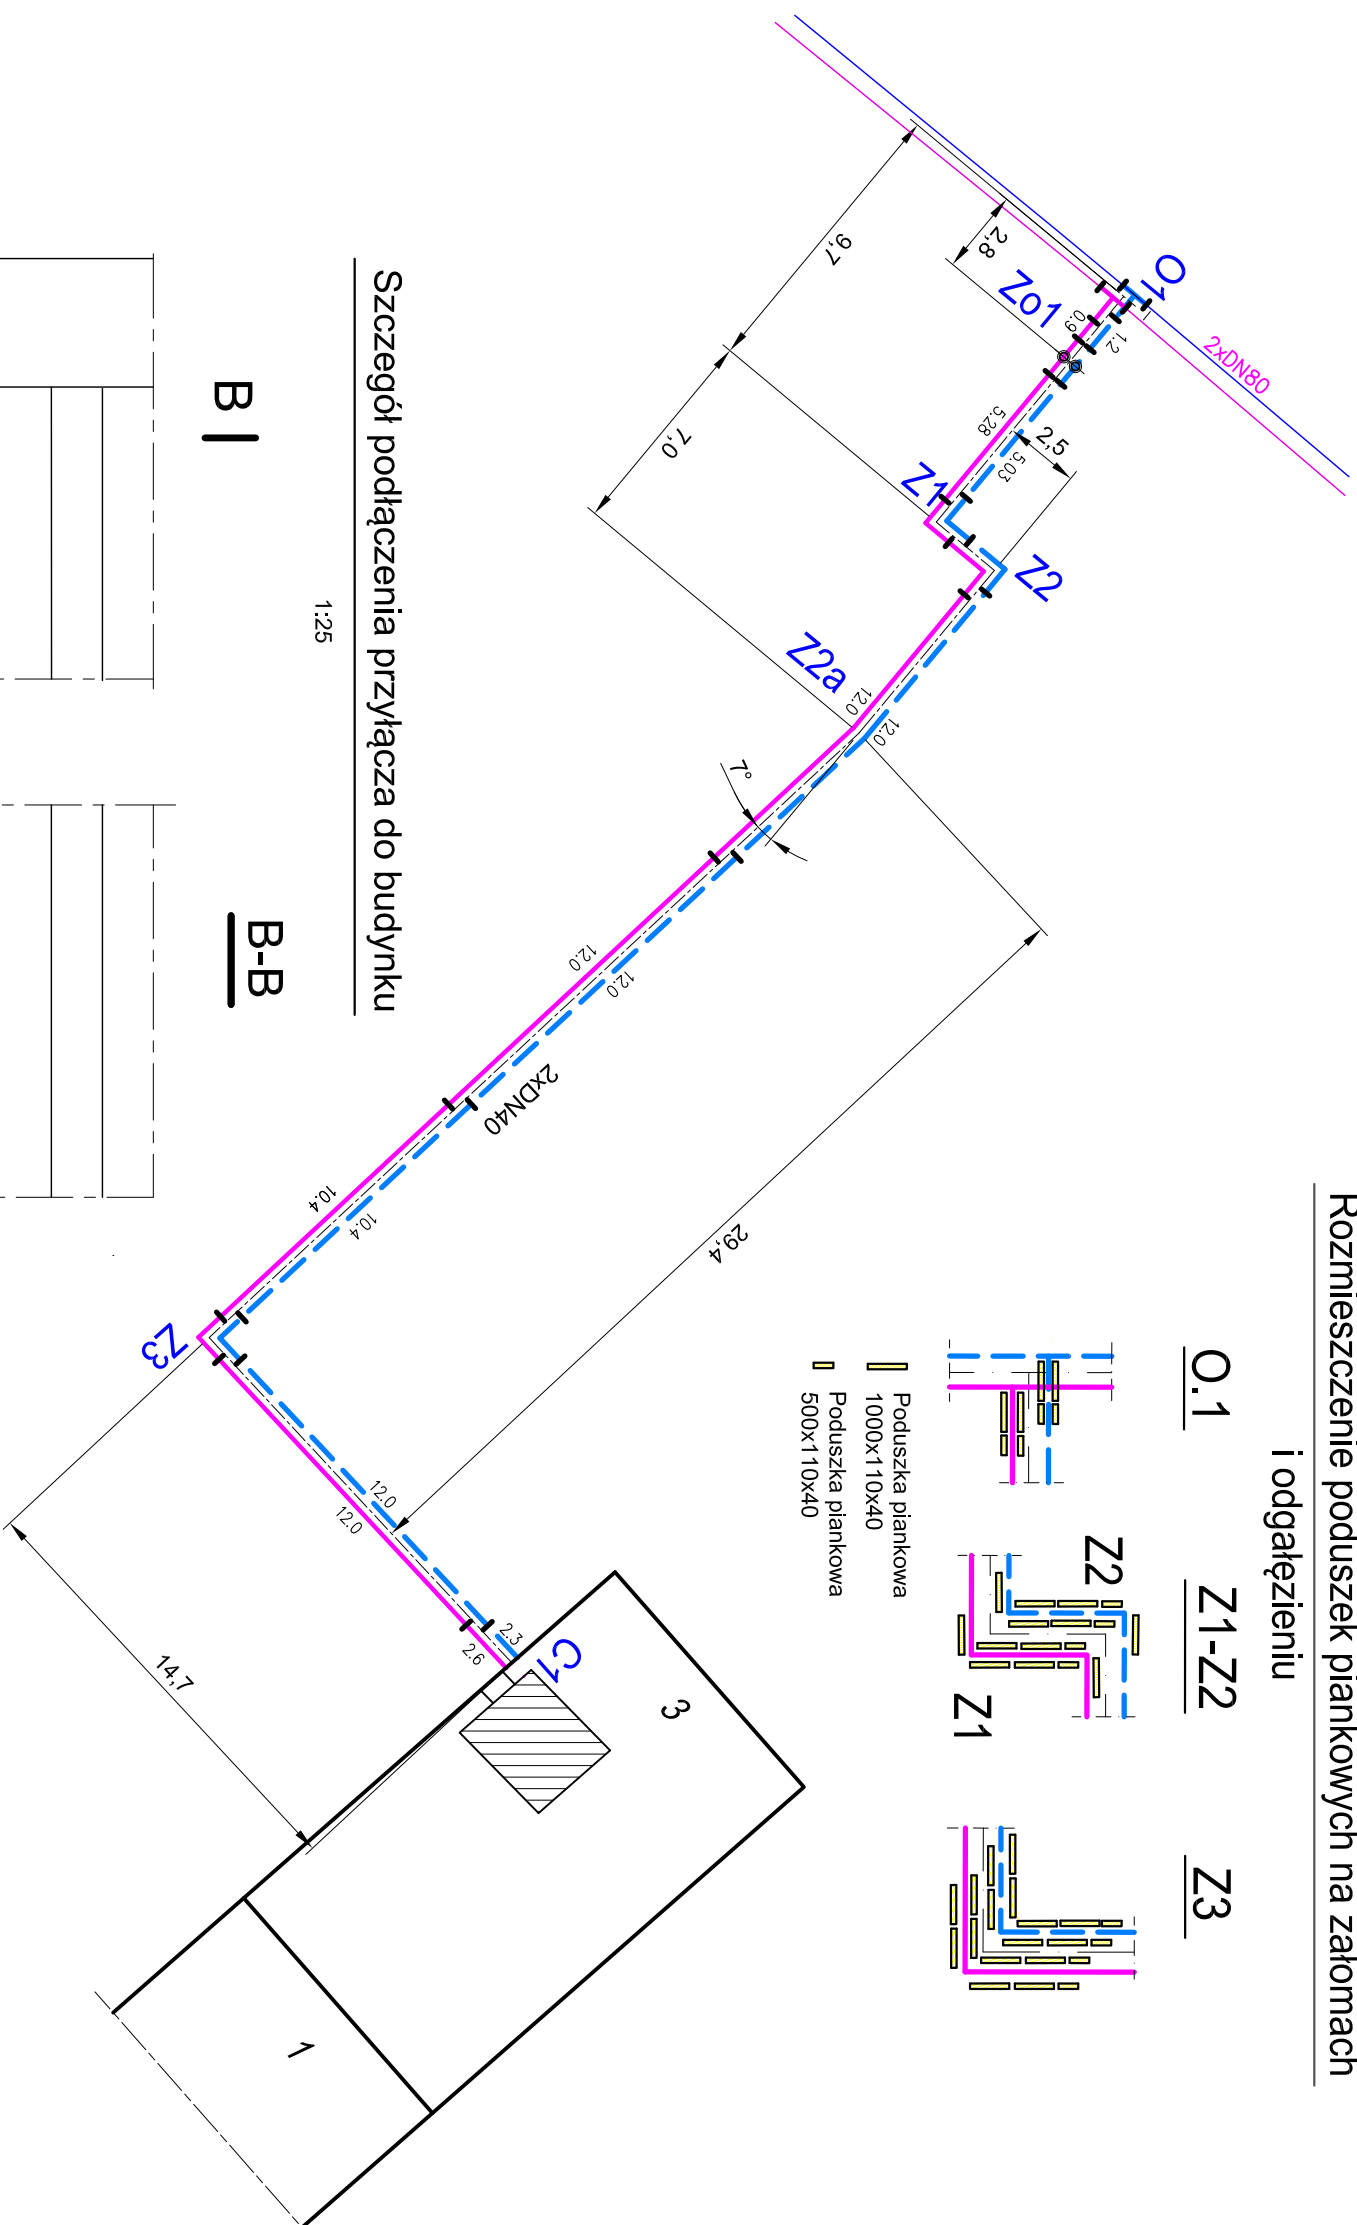 Rozmieszczenie poduszek piankowych na załomach
i odgałęzieniu
O.1
Z1-Z2
Z3
Z2
Z1
Poduszka piankowa
1000x110x40
Poduszka piankowa
500x110x40
O1
2xDN80
Zo1
0.9
1.2
2,8
9,7
5.28
5.03
2,5
Z1
Z2
7,0
Z2a
12.0
12.0
7°
12.0
12.0
2xDN40
29,4
10.4
10.4
Z3
12.0
12.0
2.3
2.6
C1
14,7
3
1
Szczegół podłączenia przyłącza do budynku
1:25
B
B-B